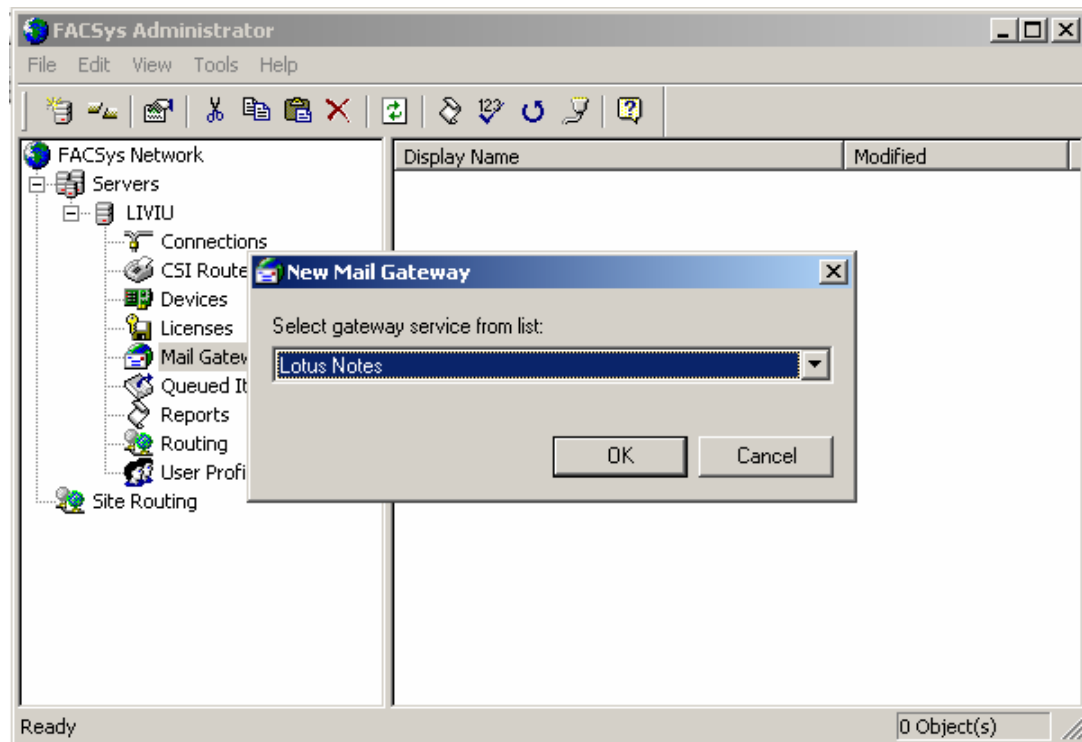 FACSys Administrator
File Edit View Tools Help
123
FACSys Network
Display Name Modified
Servers
LIVIU
Connections
CSI Route
New Mail Gateway
Devices
Select gateway service from list:
Licenses
Mail Gatew
Lotus Notes
Queued It
Reports
Routing
OK Cancel
User Profi
Site Routing
Ready 0 Object(s)